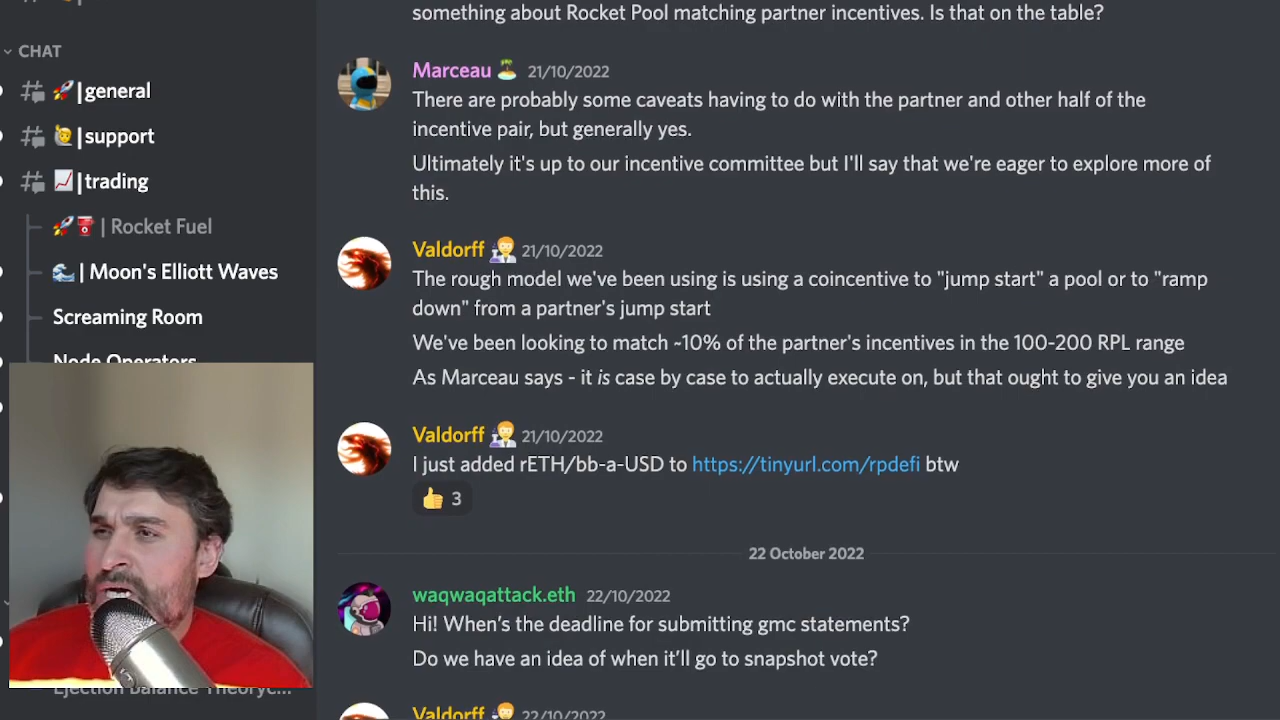 something about Rocket Pool matching partner incentives. Is that on the table?
CHAT
|general
|support
|trading
| Rocket Fuel
| Moon's Elliott Waves
Screaming Room
Node Operators
Marceau 21/10/2022
There are probably some caveats having to do with the partner and other half of the
incentive pair, but generally yes.
Ultimately it's up to our incentive committee but I'll say that we're eager to explore more of
this.
Valdorff 21/10/2022
The rough model we've been using is using a coincentive to "jump start" a pool or to "ramp
down" from a partner's jump start
We've been looking to match ~10% of the partner's incentives in the 100-200 RPL range
As Marceau says - it is case by case to actually execute on, but that ought to give you an idea
Valdorff 21/10/2022
I just added rETH/bb-a-USD to https://tinyurl.com/rpdefi btw
3
22 October 2022
waqwaqattack.eth 22/10/2022
Hi! When's the deadline for submitting gmc statements?
Do we have an idea of when it'll go to snapshot vote?
Valdorff 22/10/2022
Ejection Balance Theoryc...